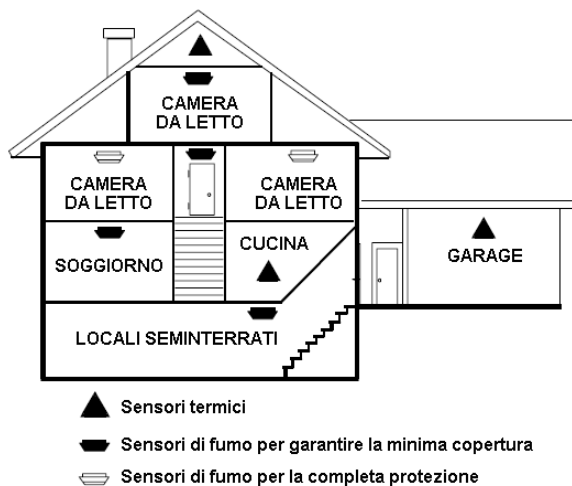 CAMERA
DA LETTO
CAMERA
DA LETTO
CAMERA
DA LETTO
SOGGIORNO
CUCINA
GARAGE
LOCALI SEMINTERRATI
Sensori termici
Sensori di fumo per garantire la minima copertura
Sensori di fumo per la completa protezione